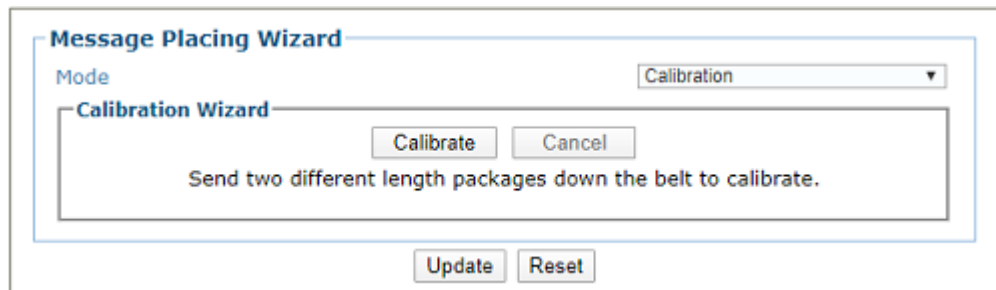 Message Placing Wizard
Mode Calibration
Calibration Wizard
Calibrate Cancel
Send two different length packages down the belt to calibrate.
Update Reset